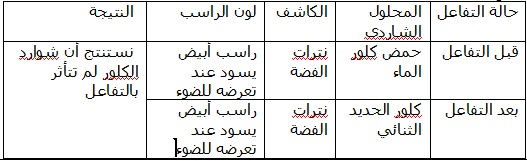 حالة التفاعل
المحلول الشاردي
الكاشف
لون الراسب
النتيجة
قبل التفاعل
حمض كلور الماء
نترات الفضة
راسب أبيض يسود عند تعرضه للضوء
نستنتج أن شوارد الكلور لم تتأثر بالتفاعل
بعد التفاعل
كلور الحديد الثنائي
نترات الفضة
راسب أبيض يسود عند تعرضه للضوء